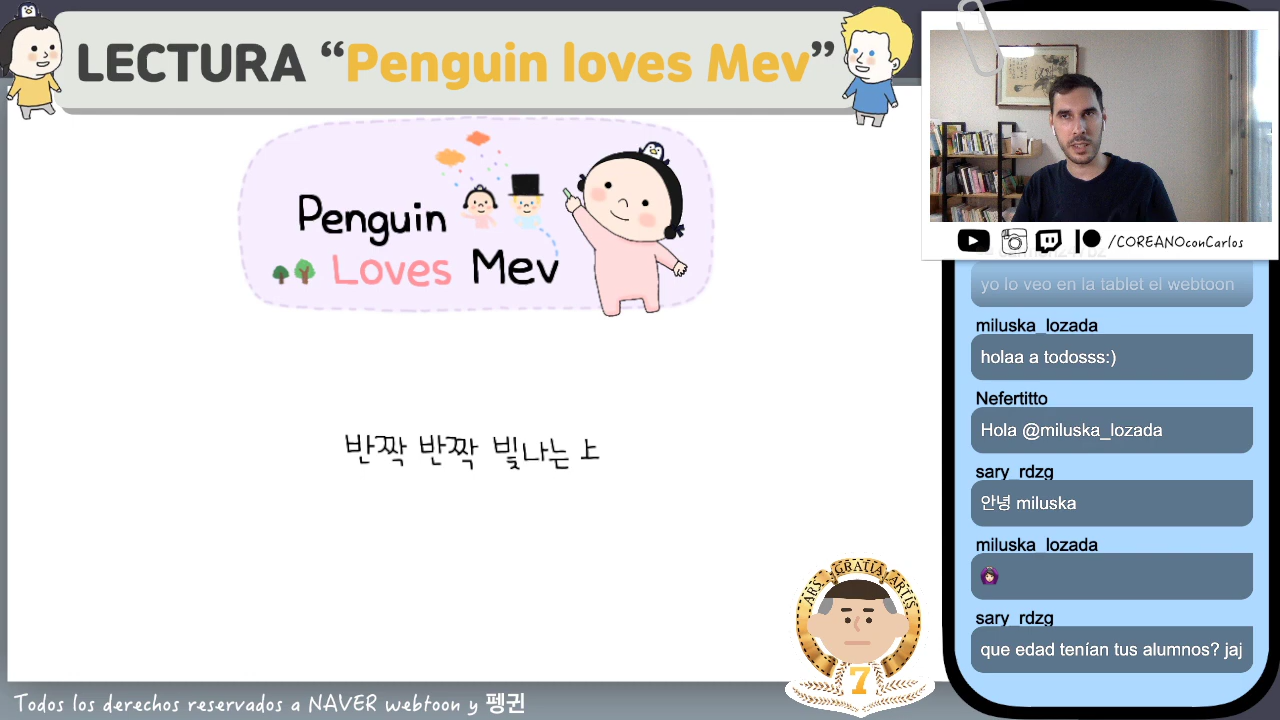 LECTURA “Penguin loves Mev”
Penguin
Loves Mev
반짝 반짝 빛나는 上
ARS GRATIA ARTIS
7
Todos los derechos reservados a NAVER webtoon y 펭귄
/COREANOconCarlos
yo lo veo en la tablet el webtoon
miluska_lozada
holaa a todosss:)
Nefertitto
Hola @miluska_lozada
sary_rdzg
안녕 miluska
miluska_lozada
sary_rdzg
que edad tenían tus alumnos? jaj